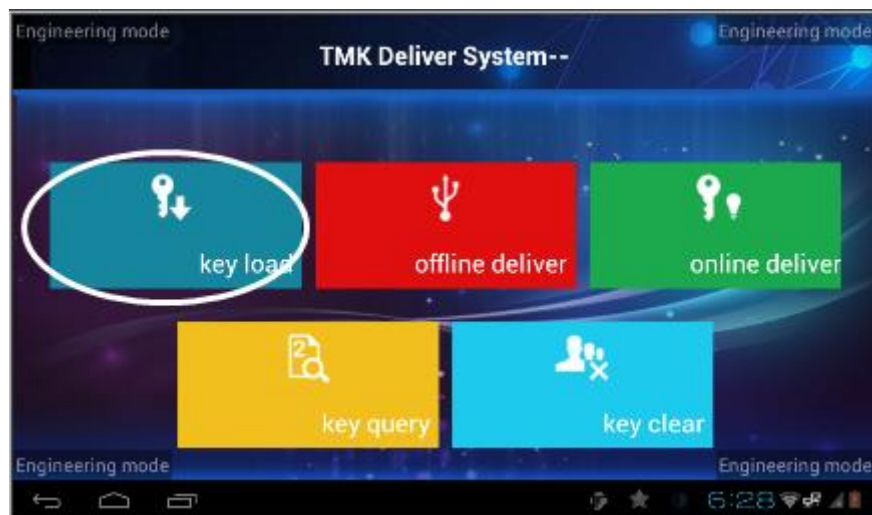 Engineering mode
Engineering mode
TMK Deliver System--
key load
offline deliver
online deliver
2
key query
key clear
Engineering mode
Engineering mode
6:28